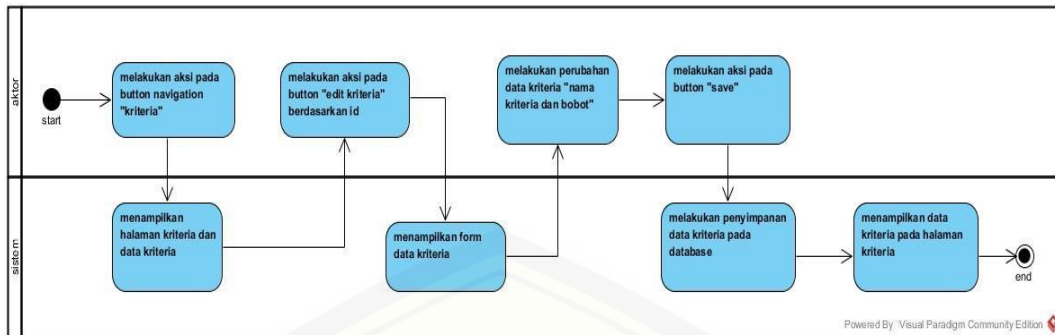 aktor
start
melakukan aksi pada
button navigation
"kriteria"
melakukan aksi pada
button "edit kriteria"
berdasarkan id
melakukan perubahan
data kriteria "nama
kriteria dan bobot"
melakukan aksi pada
button "save"
sistem
menampilkan
halaman kriteria dan
data kriteria
menampilkan form
data kriteria
melakukan penyimpanan
data kriteria pada
database
menampilkan data
kriteria pada halaman
kriteria
end
Powered By Visual Paradigm Community Edition